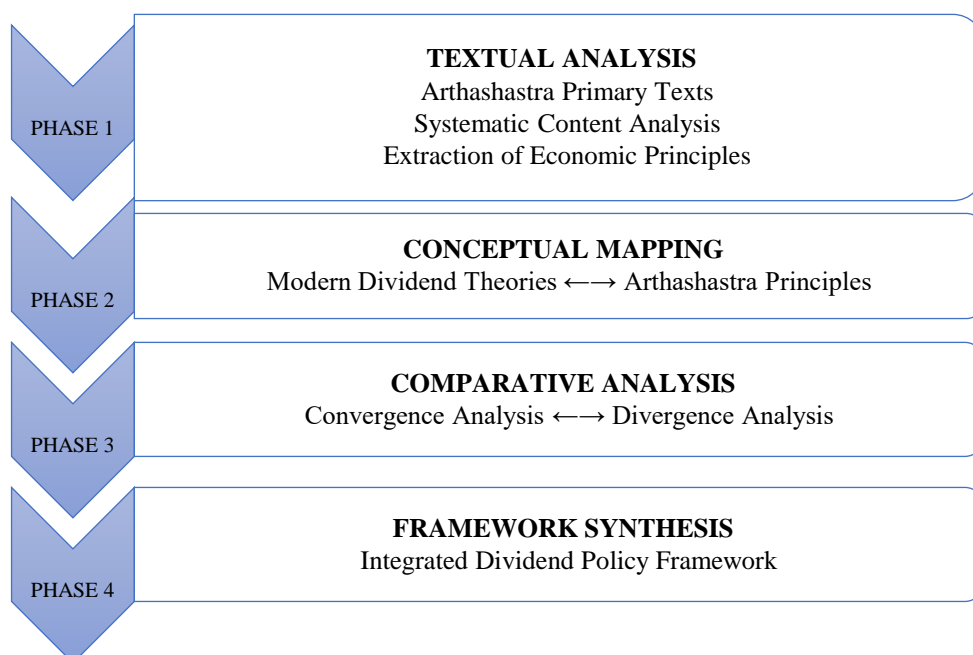 PHASE 1
TEXTUAL ANALYSIS
Arthashastra Primary Texts
Systematic Content Analysis
Extraction of Economic Principles
PHASE 2
CONCEPTUAL MAPPING
Modern Dividend Theories ←→ Arthashastra Principles
PHASE 3
COMPARATIVE ANALYSIS
Convergence Analysis ←→ Divergence Analysis
PHASE 4
FRAMEWORK SYNTHESIS
Integrated Dividend Policy Framework